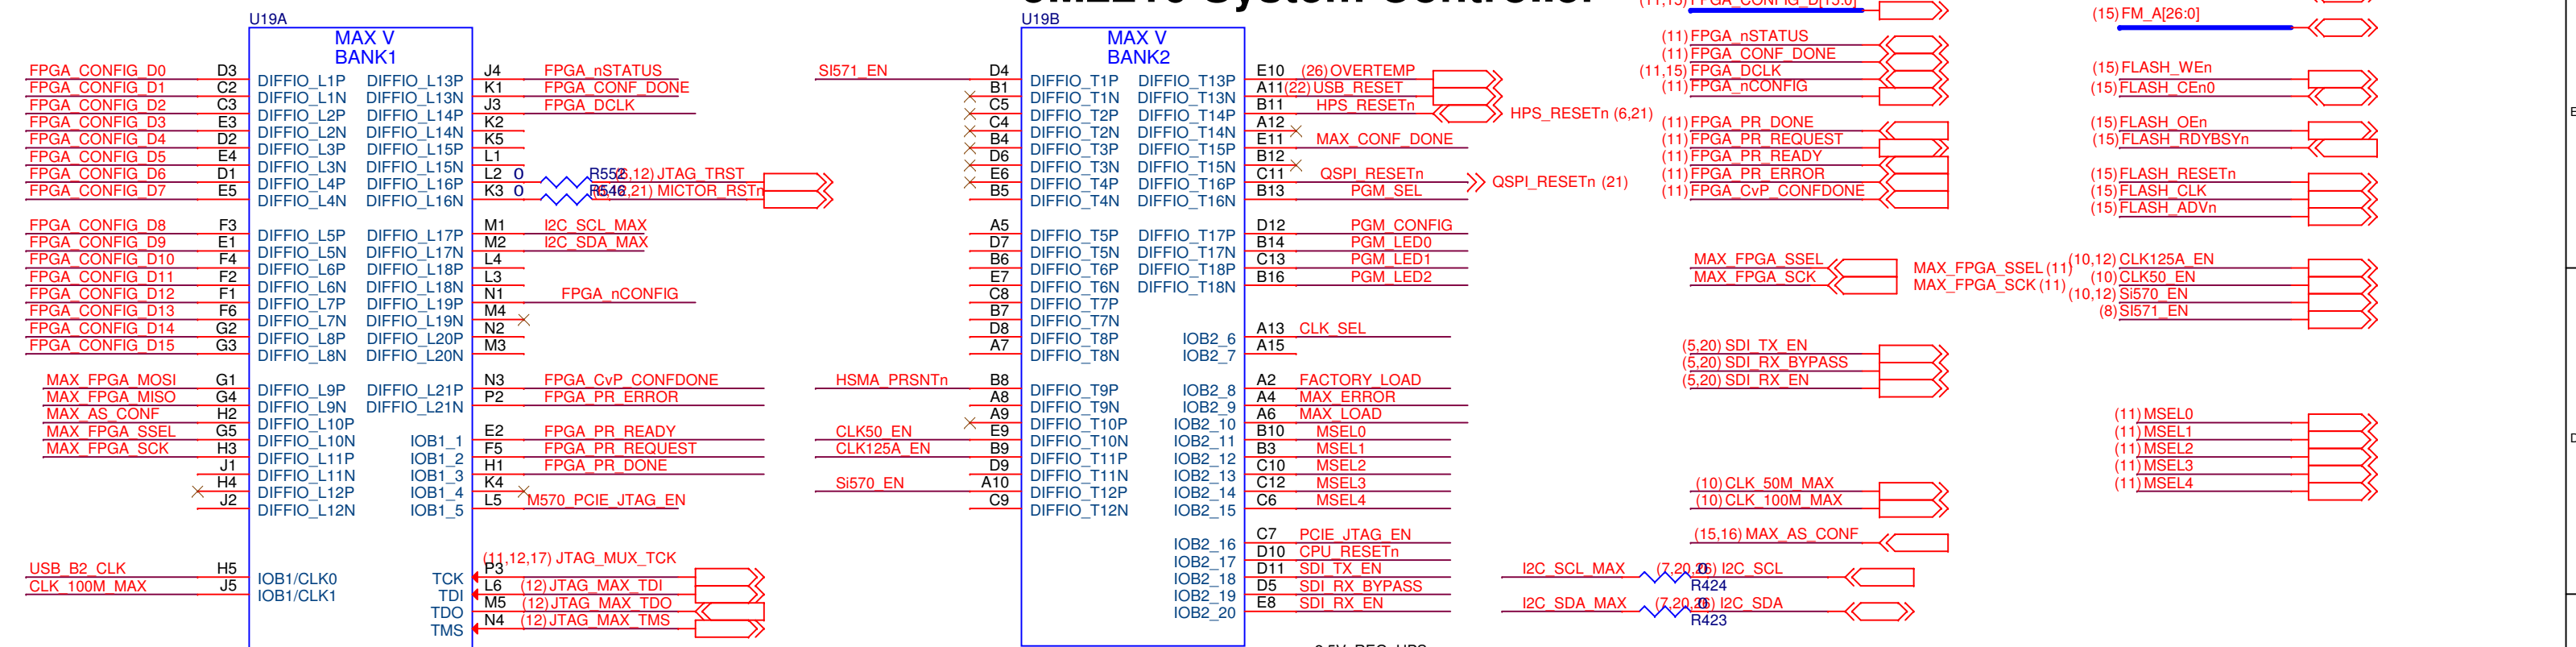 U19A
MAX V
BANK1
FPGA_CONFIG_D0 D3 DIFFIO_L1P DIFFIO_L13P J4 FPGA_nSTATUS
FPGA_CONFIG_D1 C2 DIFFIO_L1N DIFFIO_L13N K1 FPGA_CONF_DONE
FPGA_CONFIG_D2 C3 DIFFIO_L2P DIFFIO_L14P J3 FPGA_DCLK
FPGA_CONFIG_D3 E3 DIFFIO_L2N DIFFIO_L14N K2
FPGA_CONFIG_D4 D2 DIFFIO_L3P DIFFIO_L15P K5
FPGA_CONFIG_D5 E4 DIFFIO_L3N DIFFIO_L15N L1
FPGA_CONFIG_D6 D1 DIFFIO_L4P DIFFIO_L16P L2 0 R552 JTAG_TRST
FPGA_CONFIG_D7 E5 DIFFIO_L4N DIFFIO_L16N K3 0 R546 MICTOR_RSTn
FPGA_CONFIG_D8 F3 DIFFIO_L5P DIFFIO_L17P M1 I2C_SCL_MAX
FPGA_CONFIG_D9 E1 DIFFIO_L5N DIFFIO_L17N M2 I2C_SDA_MAX
FPGA_CONFIG_D10 F4 DIFFIO_L6P DIFFIO_L18P L4
FPGA_CONFIG_D11 F2 DIFFIO_L6N DIFFIO_L18N L3
FPGA_CONFIG_D12 F1 DIFFIO_L7P DIFFIO_L19P N1 FPGA_nCONFIG
FPGA_CONFIG_D13 F6 DIFFIO_L7N DIFFIO_L19N M4
FPGA_CONFIG_D14 G2 DIFFIO_L8P DIFFIO_L20P N2
FPGA_CONFIG_D15 G3 DIFFIO_L8N DIFFIO_L20N M3
MAX_FPGA_MOSI G1 DIFFIO_L9P DIFFIO_L21P N3 FPGA_CvP_CONFDONE
MAX_FPGA_MISO G4 DIFFIO_L9N DIFFIO_L21N P2 FPGA_PR_ERROR
MAX_AS_CONF H2 DIFFIO_L10P
MAX_FPGA_SSEL G5 DIFFIO_L10N IOB1_1 E2 FPGA_PR_READY
MAX_FPGA_SCK H3 DIFFIO_L11P IOB1_2 F5 FPGA_PR_REQUEST
J1 DIFFIO_L11N IOB1_3 H1 FPGA_PR_DONE
H4 DIFFIO_L12P IOB1_4 K4
J2 DIFFIO_L12N IOB1_5 L5 M570_PCIE_JTAG_EN
(11,12,17) JTAG_MUX_TCK
USB_B2_CLK H5 IOB1/CLK0 TCK P3
CLK_100M_MAX J5 IOB1/CLK1 TDI L6 (12) JTAG_MAX_TDI
TDO M5 (12) JTAG_MAX_TDO
TMS N4 (12) JTAG_MAX_TMS
U19B
MAX V
BANK2
SI571_EN D4 DIFFIO_T1P DIFFIO_T13P E10 (26) OVERTEMP
B1 DIFFIO_T1N DIFFIO_T13N A11 (22) USB_RESET
C5 DIFFIO_T2P DIFFIO_T14P B11 HPS_RESETn HPS_RESETn (6,21)
C4 DIFFIO_T2N DIFFIO_T14N A12
B4 DIFFIO_T3P DIFFIO_T15P E11 MAX_CONF_DONE
D6 DIFFIO_T3N DIFFIO_T15N B12
E6 DIFFIO_T4P DIFFIO_T16P C11 QSPI_RESETn QSPI_RESETn (21)
B5 DIFFIO_T4N DIFFIO_T16N B13 PGM_SEL
A5 DIFFIO_T5P DIFFIO_T17P D12 PGM_CONFIG
D7 DIFFIO_T5N DIFFIO_T17N B14 PGM_LED0
B6 DIFFIO_T6P DIFFIO_T18P C13 PGM_LED1
E7 DIFFIO_T6N DIFFIO_T18N B16 PGM_LED2
C8 DIFFIO_T7P
B7 DIFFIO_T7N
D8 DIFFIO_T8P IOB2_6 A13 CLK_SEL
A7 DIFFIO_T8N IOB2_7 A15
HSMA_PRSNTn B8 DIFFIO_T9P IOB2_8 A2 FACTORY_LOAD
A8 DIFFIO_T9N IOB2_9 A4 MAX_ERROR
A9 DIFFIO_T10P IOB2_10 A6 MAX_LOAD
CLK50_EN E9 DIFFIO_T10N IOB2_11 B10 MSEL0
CLK125A_EN B9 DIFFIO_T11P IOB2_12 B3 MSEL1
D9 DIFFIO_T11N IOB2_13 C10 MSEL2
Si570_EN A10 DIFFIO_T12P IOB2_14 C12 MSEL3
C9 DIFFIO_T12N IOB2_15 C6 MSEL4
IOB2_16 C7 PCIE_JTAG_EN
IOB2_17 D10 CPU_RESETn
IOB2_18 D11 SDI_TX_EN
IOB2_19 D5 SDI_RX_BYPASS
IOB2_20 E8 SDI_RX_EN
(11) FPGA_nSTATUS
(11) FPGA_CONF_DONE
(11,15) FPGA_DCLK
(11) FPGA_nCONFIG
(11) FPGA_PR_DONE
(11) FPGA_PR_REQUEST
(11) FPGA_PR_READY
(11) FPGA_PR_ERROR
(11) FPGA_CvP_CONFDONE
MAX_FPGA_SSEL MAX_FPGA_SSEL (11)
MAX_FPGA_SCK MAX_FPGA_SCK (11)
(5,20) SDI_TX_EN
(5,20) SDI_RX_BYPASS
(5,20) SDI_RX_EN
(10) CLK_50M_MAX
(10) CLK_100M_MAX
(15,16) MAX_AS_CONF
I2C_SCL_MAX I2C_SCL
R424
I2C_SDA_MAX I2C_SDA
R423
(15) FM_A[26:0]
(15) FLASH_WEn
(15) FLASH_CEn0
(15) FLASH_OEn
(15) FLASH_RDYBSYn
(15) FLASH_RESETn
(15) FLASH_CLK
(15) FLASH_ADVn
(10,12) CLK125A_EN
(10) CLK50_EN
(10,12) Si570_EN
(8) SI571_EN
(11) MSEL0
(11) MSEL1
(11) MSEL2
(11) MSEL3
(11) MSEL4